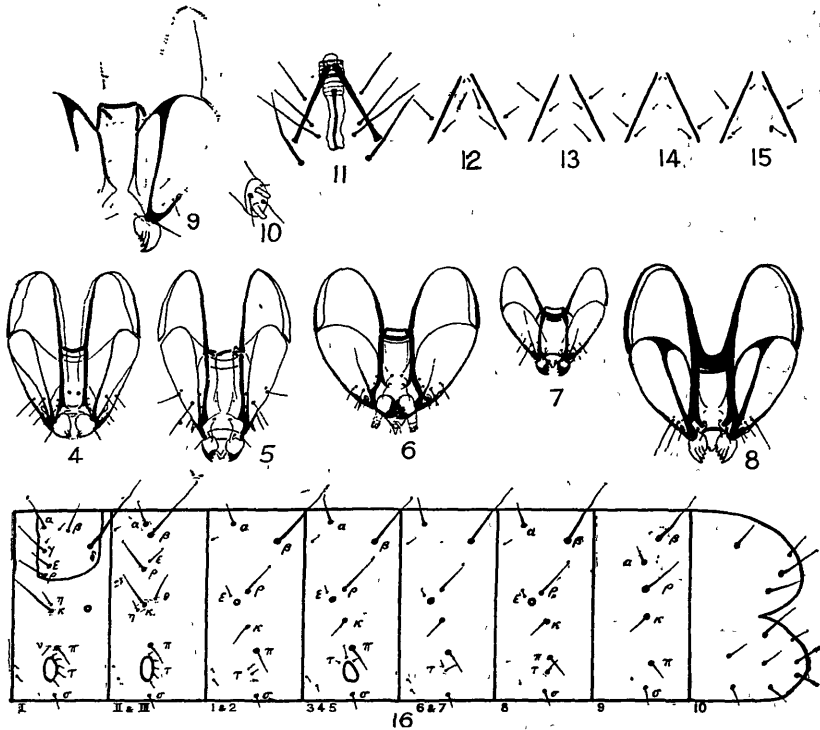 9
10
11
12
13
14
15
4
5
6
7
8
α β γ ε ρ δ η κ ν π τ σ
α β ε ρ θ η κ π τ σ
α β ρ ε κ π τ σ
α β ρ ε κ π τ σ
τ π
α β ρ ε κ π τ σ
β α ρ κ π σ
I II & III 1 & 2 3 4 5 6 & 7 8 9 10
16